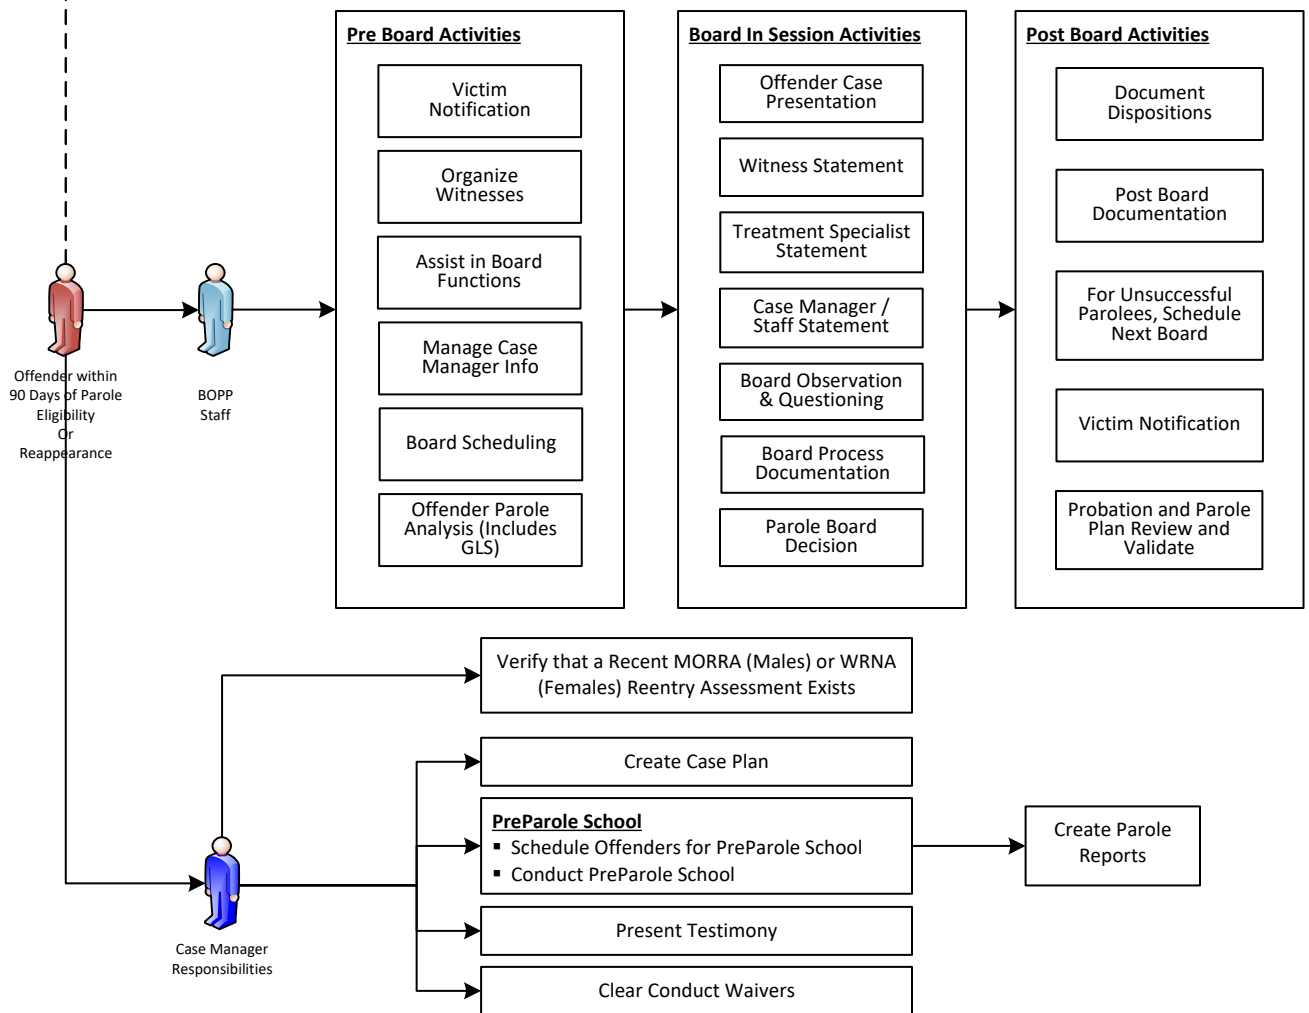 Pre Board Activities
Victim
Notification
Organize
Witnesses
Assist in Board
Functions
Manage Case
Manager Info
Board Scheduling
Offender Parole
Analysis (Includes
GLS)
Board In Session Activities
Offender Case
Presentation
Witness Statement
Treatment Specialist
Statement
Case Manager /
Staff Statement
Board Observation
& Questioning
Board Process
Documentation
Parole Board
Decision
Post Board Activities
Document
Dispositions
Post Board
Documentation
For Unsuccessful
Parolees, Schedule
Next Board
Victim Notification
Probation and Parole
Plan Review and
Validate
Offender within
90 Days of Parole
Eligibility
Or
Reappearance
BOPP
Staff
Verify that a Recent MORRA (Males) or WRNA
(Females) Reentry Assessment Exists
Create Case Plan
PreParole School
▪ Schedule Offenders for PreParole School
▪ Conduct PreParole School
Create Parole
Reports
Present Testimony
Clear Conduct Waivers
Case Manager
Responsibilities